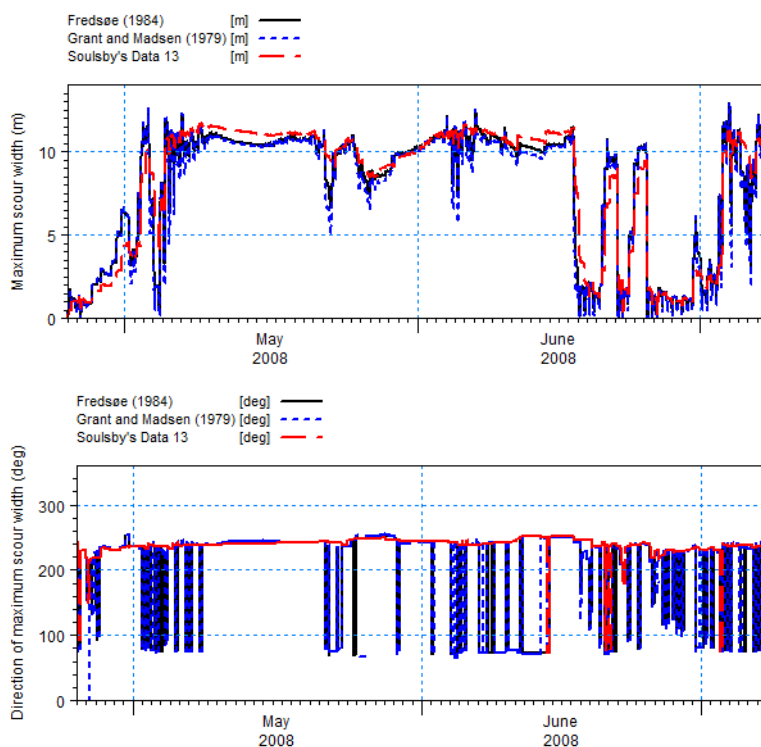 Fredsøe (1984) [m]
Grant and Madsen (1979) [m]
Soulsby's Data 13 [m]
Maximum scour width (m)
10
5
0
May
2008
June
2008
Fredsøe (1984) [deg]
Grant and Madsen (1979) [deg]
Soulsby's Data 13 [deg]
Direction of maximum scour width (deg)
300
200
100
0
May
2008
June
2008